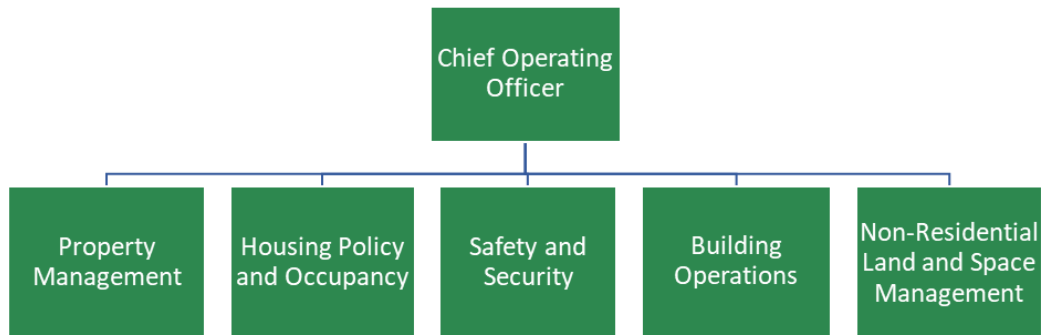 Chief Operating
Officer
Property
Management
Housing Policy
and Occupancy
Safety and
Security
Building
Operations
Non-Residential
Land and Space
Management